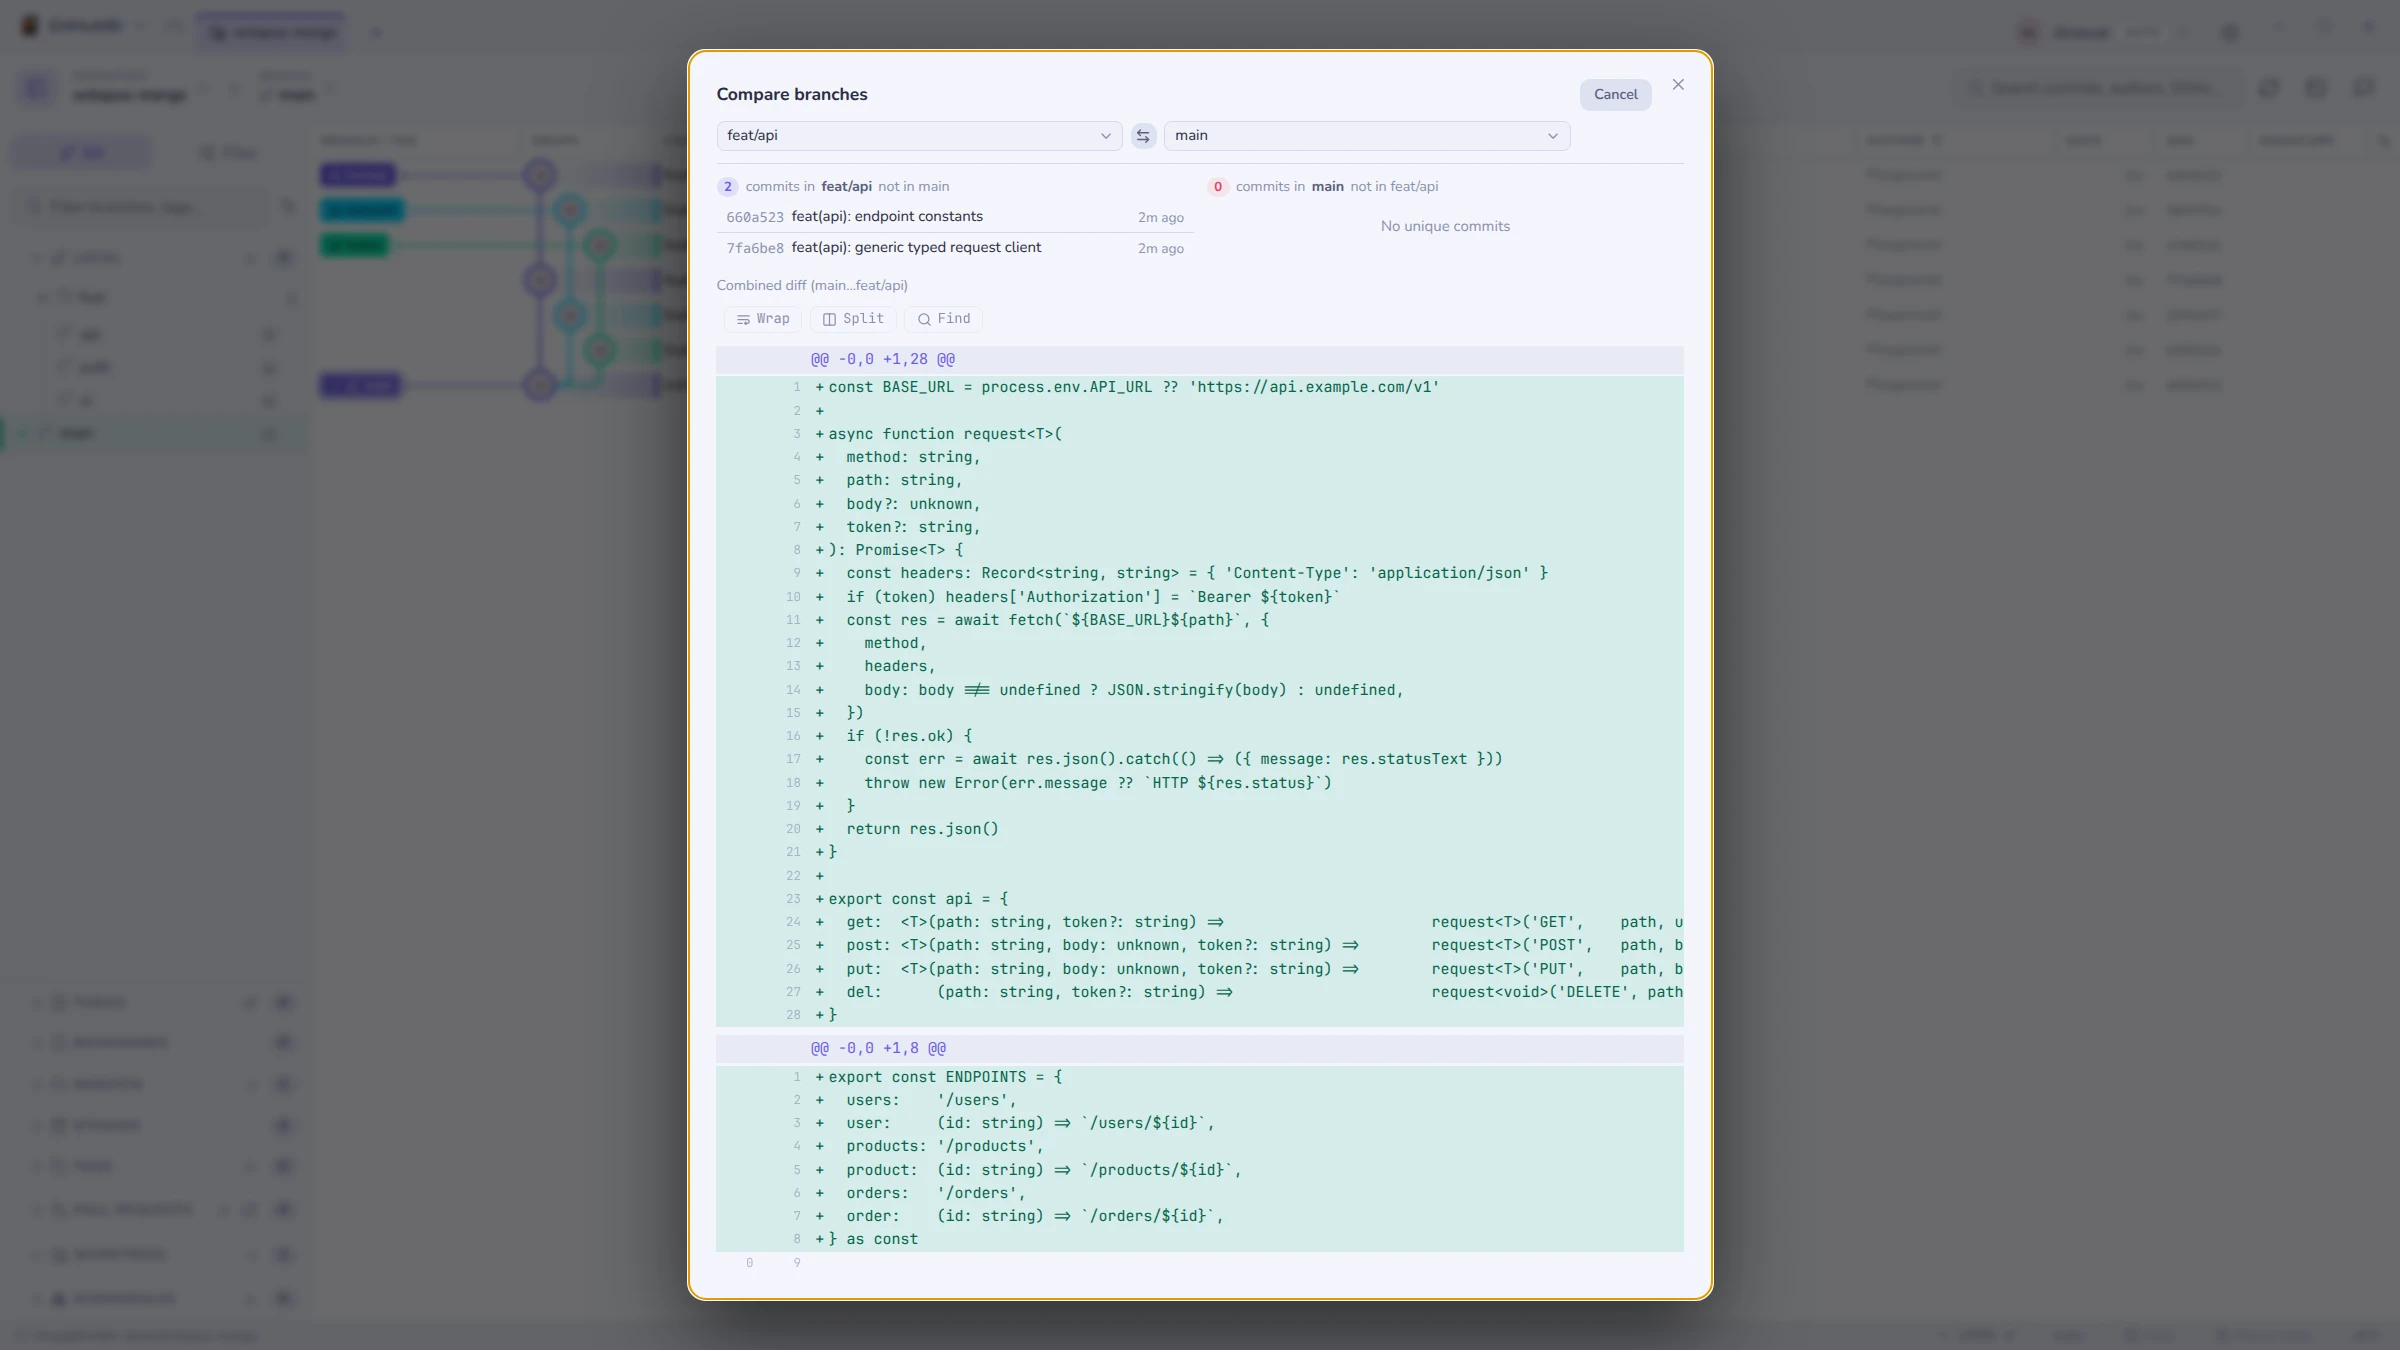 Compare branches
Cancel
feat/api
main
2 commits in feat/api not in main
660a523 feat(api): endpoint constants 2m ago
7fa6be8 feat(api): generic typed request client 2m ago
0 commits in main not in feat/api
No unique commits
Combined diff (main...feat/api)
Wrap Split Find
@@ -0,0 +1,28 @@
1 +const BASE_URL = process.env.API_URL ?? 'https://api.example.com/v1'
2 +
3 +async function request<T>(
4 +  method: string,
5 +  path: string,
6 +  body?: unknown,
7 +  token?: string,
8 +): Promise<T> {
9 +  const headers: Record<string, string> = { 'Content-Type': 'application/json' }
10 +  if (token) headers['Authorization'] = `Bearer ${token}`
11 +  const res = await fetch(`${BASE_URL}${path}`, {
12 +    method,
13 +    headers,
14 +    body: body !== undefined ? JSON.stringify(body) : undefined,
15 +  })
16 +  if (!res.ok) {
17 +    const err = await res.json().catch(() => ({ message: res.statusText }))
18 +    throw new Error(err.message ?? `HTTP ${res.status}`)
19 +  }
20 +  return res.json()
21 +}
22 +
23 +export const api = {
24 +  get:  <T>(path: string, token?: string) =>                       request<T>('GET',    path, u
25 +  post: <T>(path: string, body: unknown, token?: string) =>        request<T>('POST',   path, b
26 +  put:  <T>(path: string, body: unknown, token?: string) =>        request<T>('PUT',    path, b
27 +  del:      (path: string, token?: string) =>                      request<void>('DELETE', path
28 +}
@@ -0,0 +1,8 @@
1 +export const ENDPOINTS = {
2 +  users:    '/users',
3 +  user:     (id: string) => `/users/${id}`,
4 +  products: '/products',
5 +  product:  (id: string) => `/products/${id}`,
6 +  orders:   '/orders',
7 +  order:    (id: string) => `/orders/${id}`,
8 +} as const
0 9